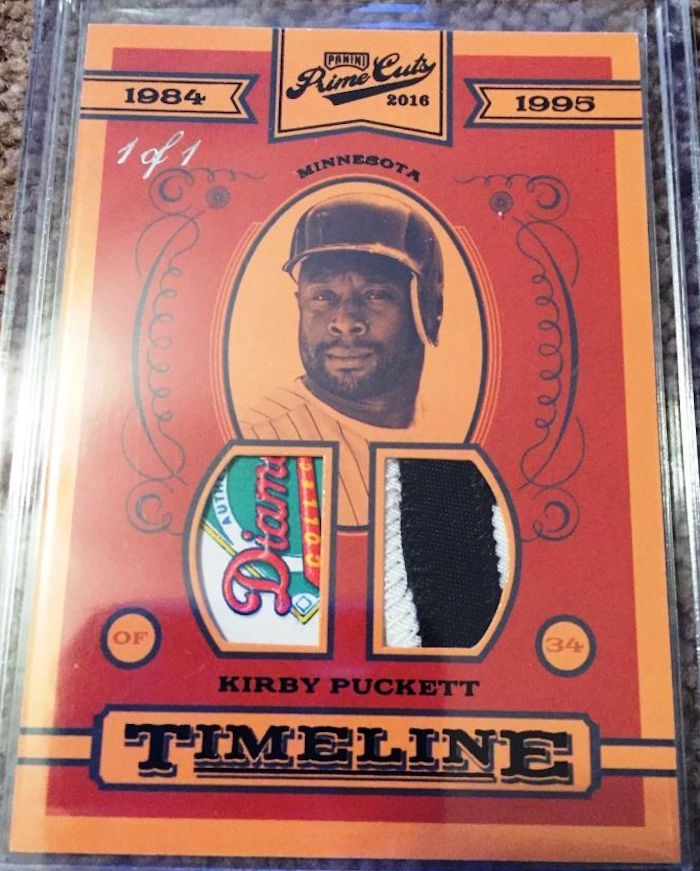 PANINI
Prime Cuts
2016
1984
1995
1 of 1
MINNESOTA
Diam
OF
34
KIRBY PUCKETT
TIMELINE